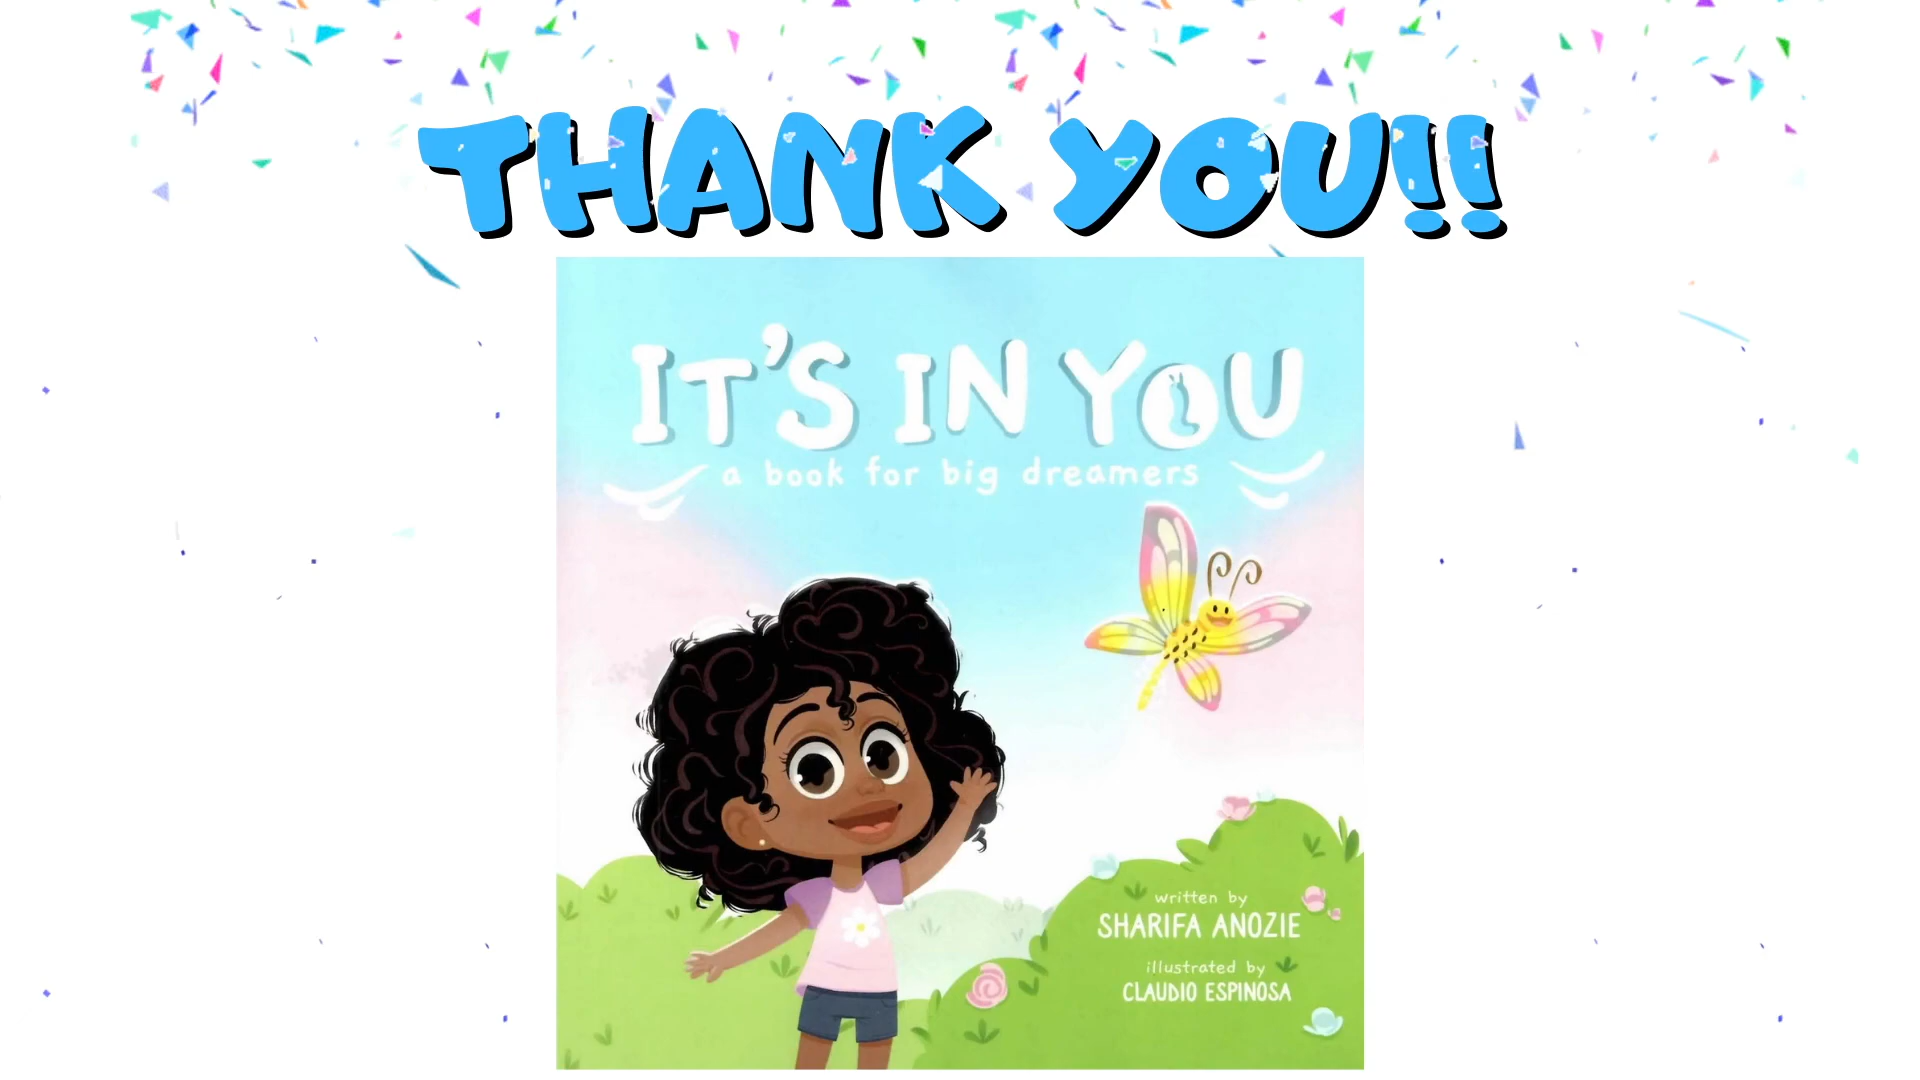 THANK YOU!!
IT'S IN YOU
a book for big dreamers
written by
SHARIFA ANOZIE
illustrated by
CLAUDIO ESPINOSA